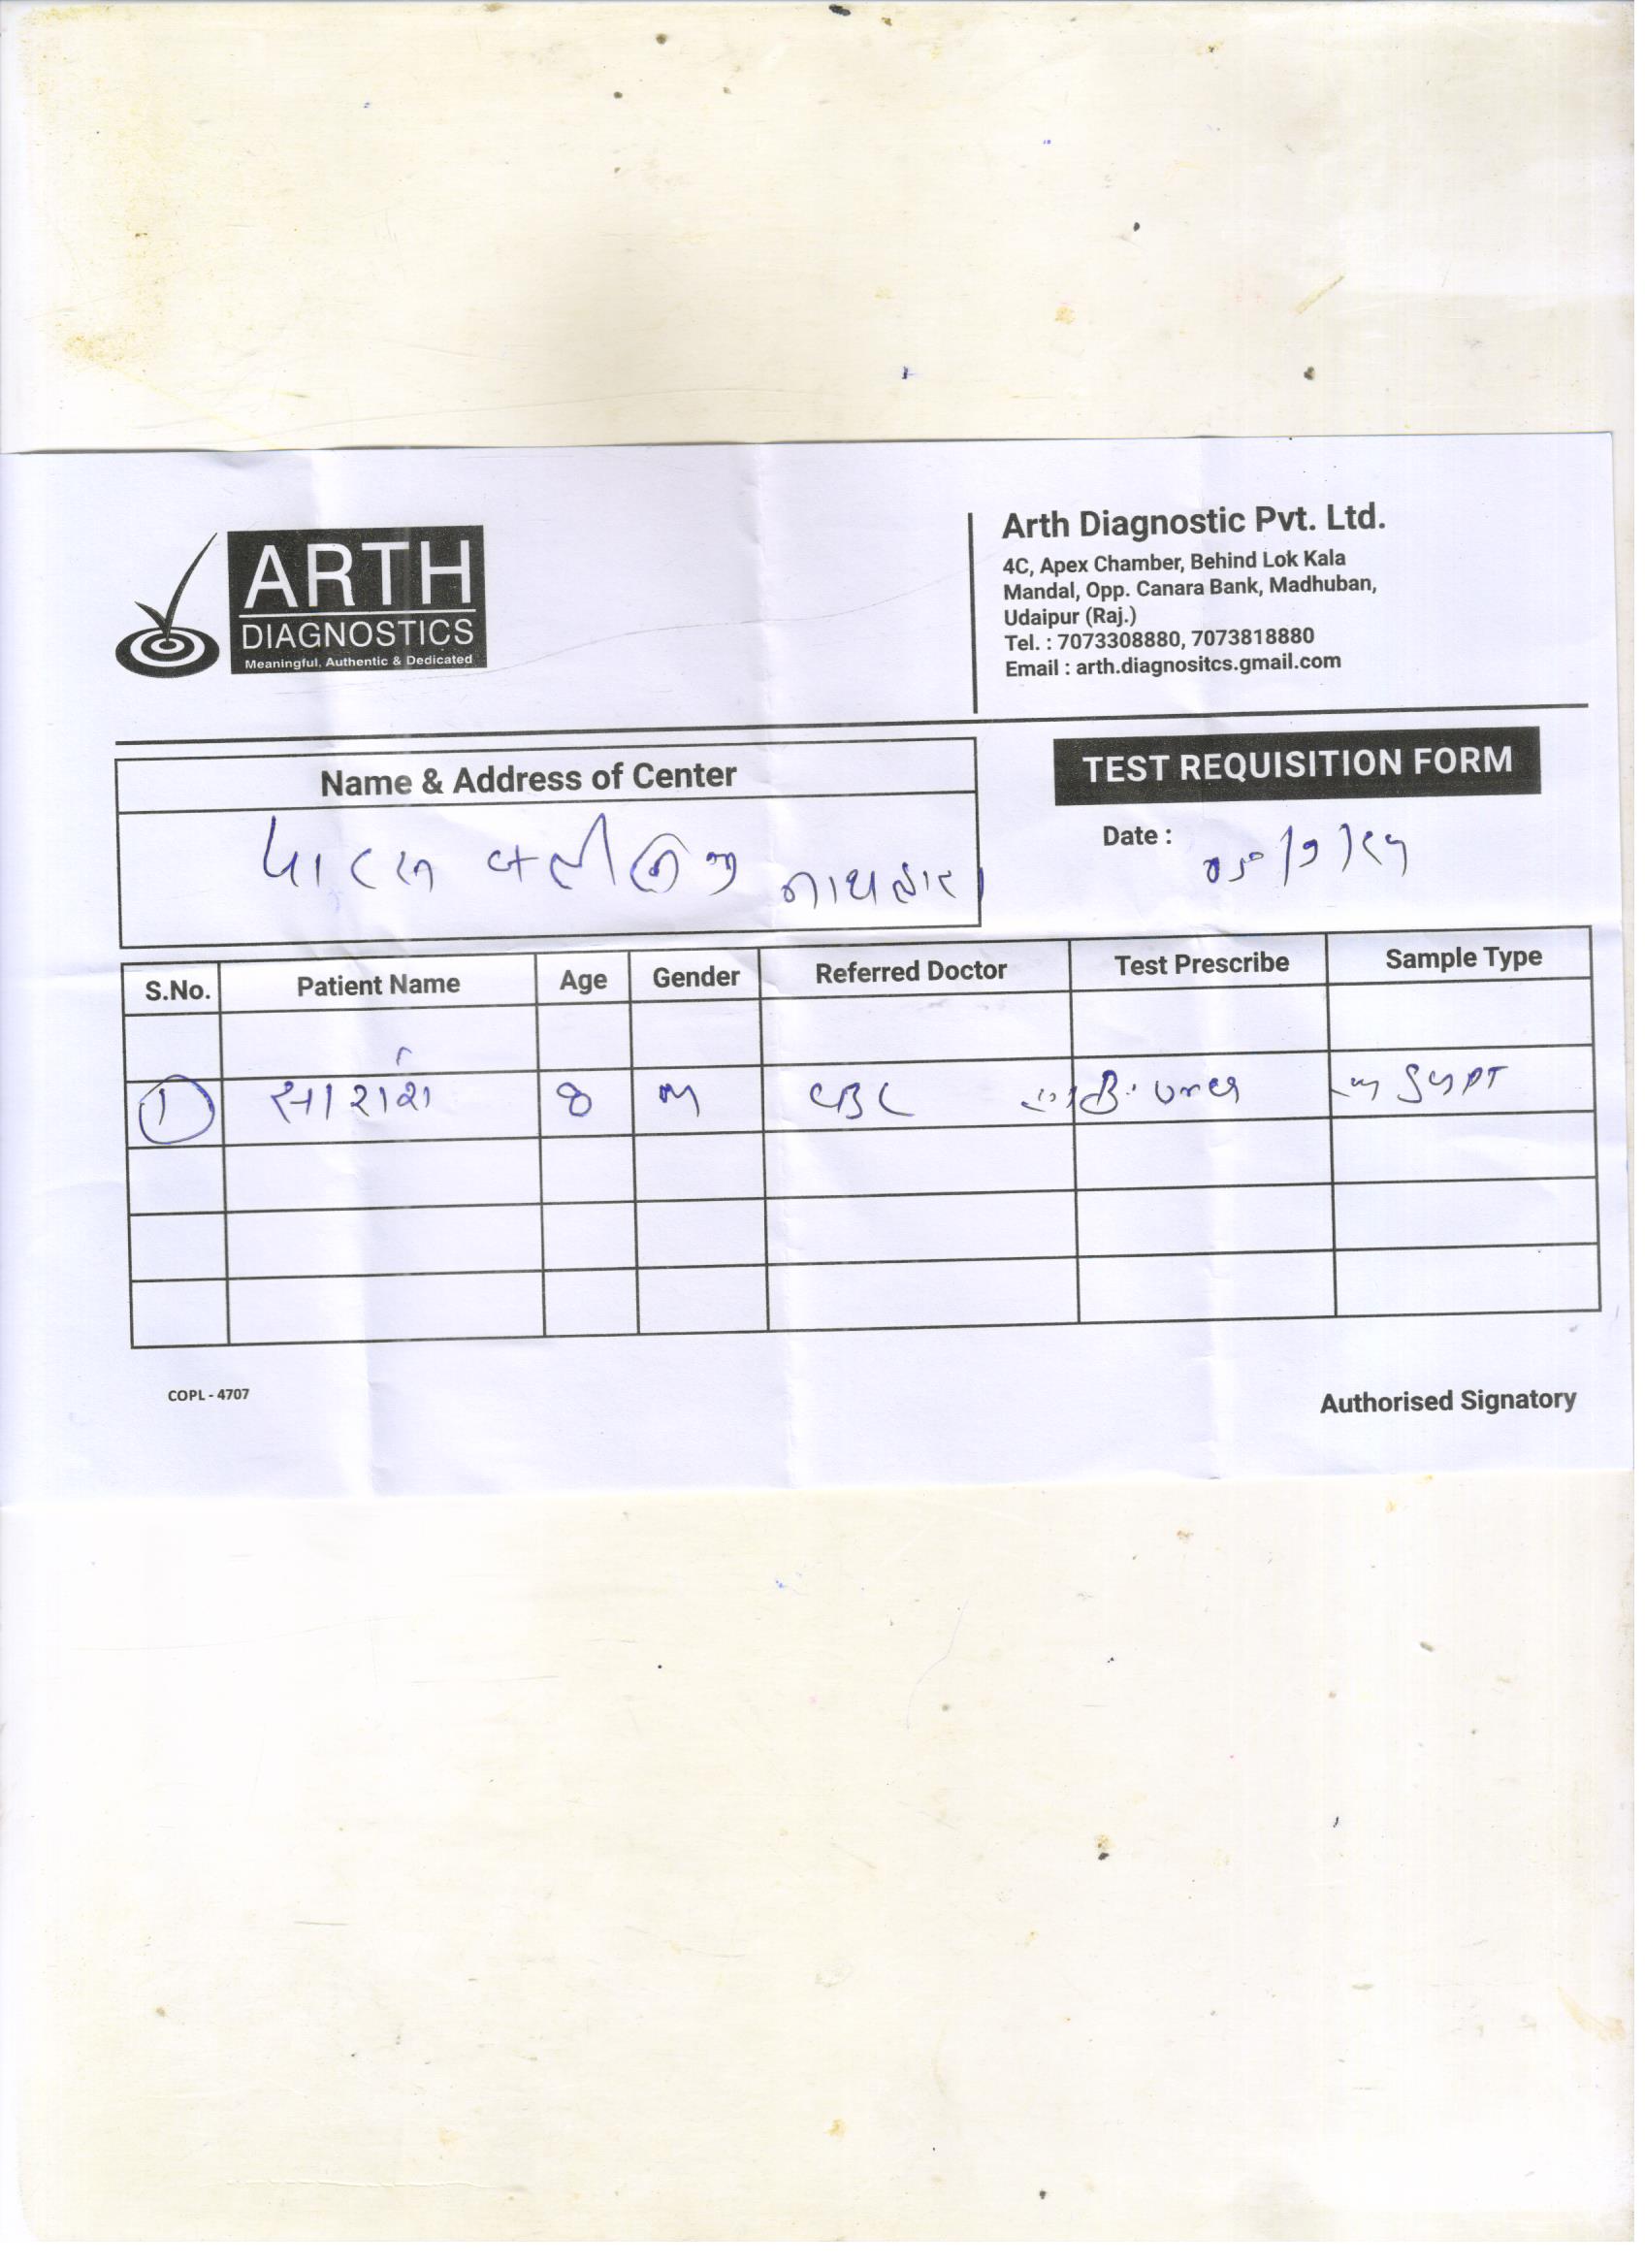 ARTH
DIAGNOSTICS
Meaningful, Authentic & Dedicated
Arth Diagnostic Pvt. Ltd.
4C, Apex Chamber, Behind Lok Kala
Mandal, Opp. Canara Bank, Madhuban,
Udaipur (Raj.)
Tel. : 7073308880, 7073818880
Email : arth.diagnositcs.gmail.com
Name & Address of Center
TEST REQUISITION FORM
Date :
S.No. Patient Name Age Gender Referred Doctor Test Prescribe Sample Type
1 सारांश M CBC SGPT
COPL - 4707
Authorised Signatory